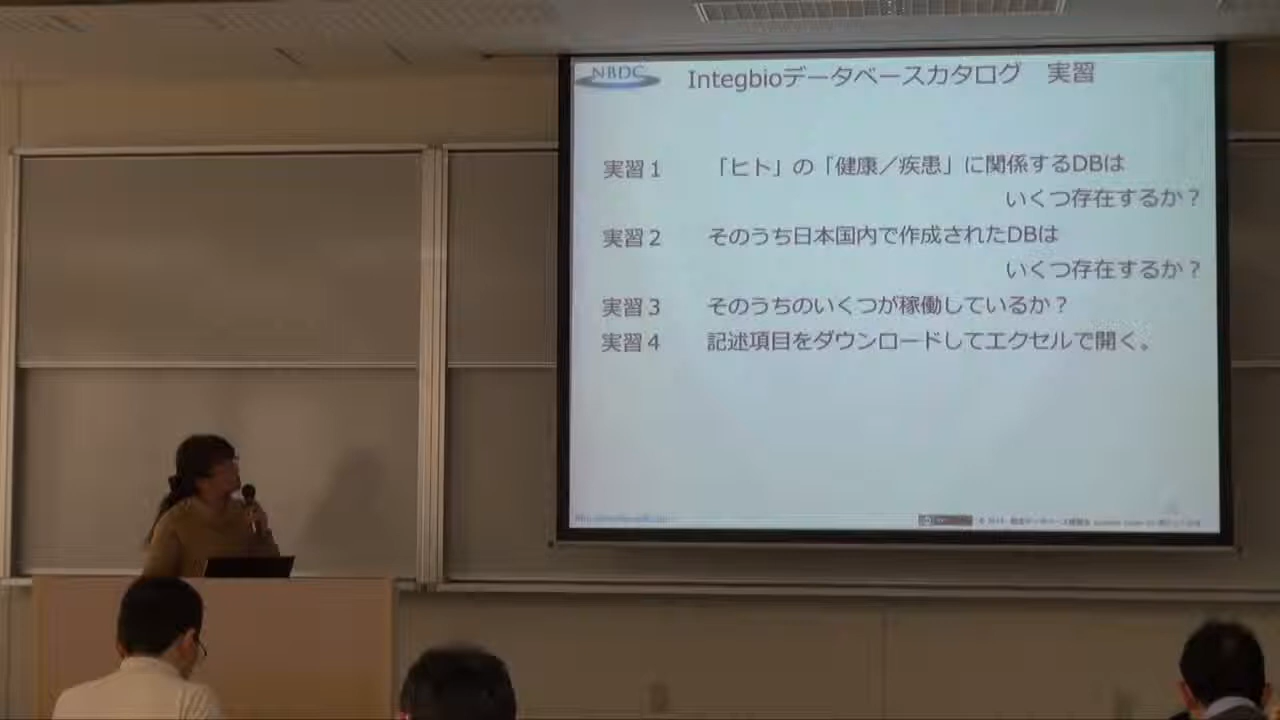 NBDC
Integbioデータベースカタログ 実習
実習１ 「ヒト」の「健康／疾患」に関係するDBは
いくつ存在するか？
実習２ そのうち日本国内で作成されたDBは
いくつ存在するか？
実習３ そのうちのいくつが稼働しているか？
実習４ 記述項目をダウンロードしてエクセルで開く。